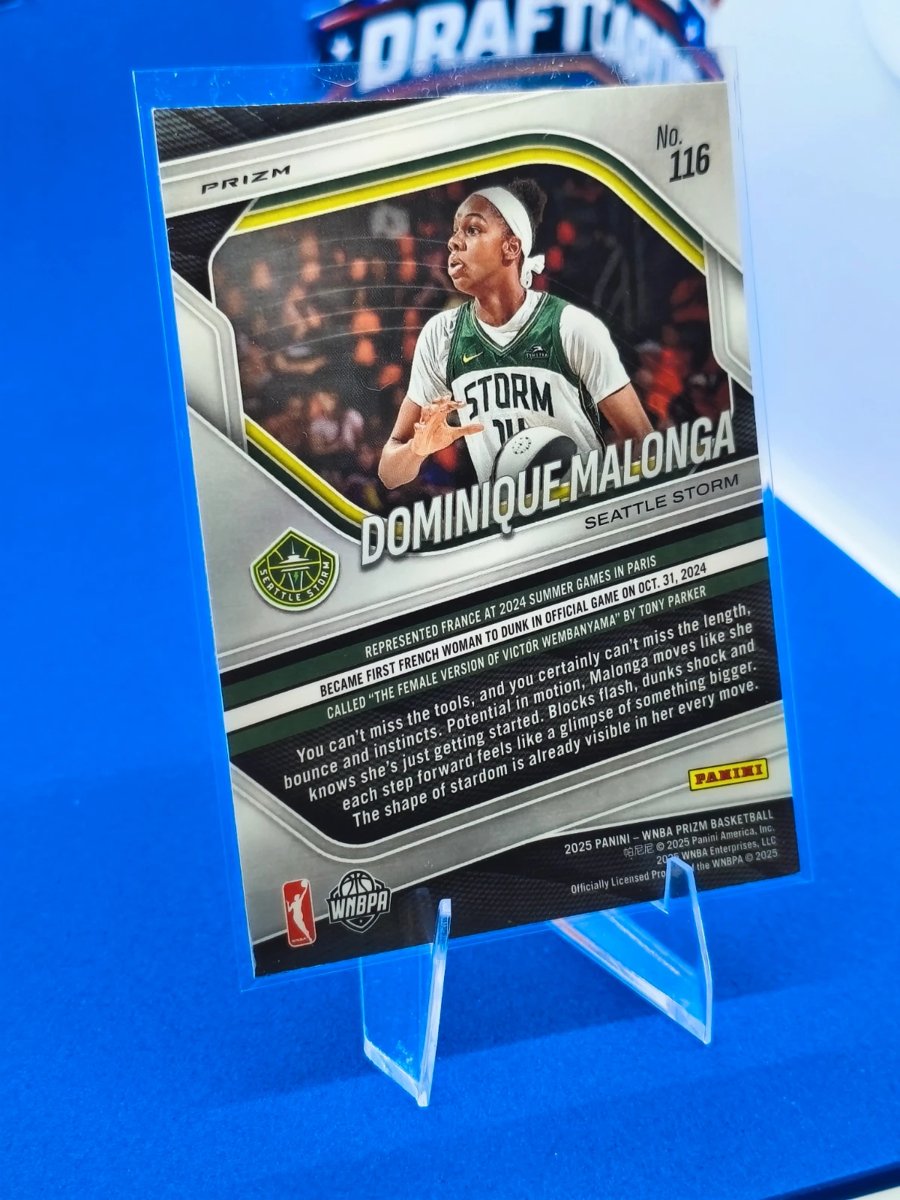 DRAFT
No.
116
PRIZM
STORM
14
DOMINIQUE MALONGA
SEATTLE STORM
SEATTLE STORM
REPRESENTED FRANCE AT 2024 SUMMER GAMES IN PARIS
BECAME FIRST FRENCH WOMAN TO DUNK IN OFFICIAL GAME ON OCT. 31, 2024
CALLED "THE FEMALE VERSION OF VICTOR WEMBANYAMA" BY TONY PARKER
You can't miss the tools, and you certainly can't miss the length,
bounce and instincts. Potential in motion, Malonga moves like she
knows she's just getting started. Blocks flash, dunks shock and
each step forward feels like a glimpse of something bigger.
The shape of stardom is already visible in her every move.
PANINI
2025 PANINI – WNBA PRIZM BASKETBALL
帕尼尼 © 2025 Panini America, Inc.
2025 WNBA Enterprises, LLC
Officially Licensed of the WNBPA © 2025
WNBPA